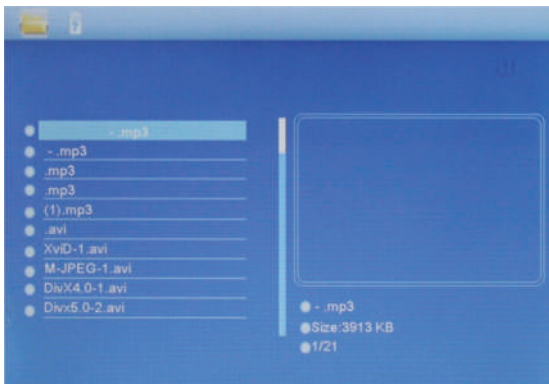 - .mp3
- .mp3
.mp3
.mp3
(1).mp3
.avi
XviD-1.avi
M-JPEG-1.avi
DivX4.0-1.avi
Divx5.0-2.avi
- .mp3
Size:3913 KB
1/21